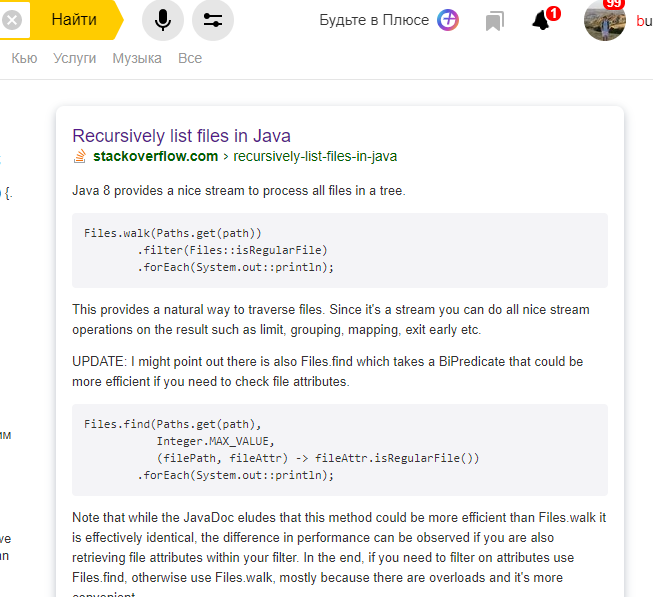 Найти
Будьте в Плюсе
1
99
bu
Кью Услуги Музыка Все
Recursively list files in Java
stackoverflow.com › recursively-list-files-in-java
Java 8 provides a nice stream to process all files in a tree.
{.
Files.walk(Paths.get(path))
.filter(Files::isRegularFile)
.forEach(System.out::println);
This provides a natural way to traverse files. Since it's a stream you can do all nice stream
operations on the result such as limit, grouping, mapping, exit early etc.
UPDATE: I might point out there is also Files.find which takes a BiPredicate that could be
more efficient if you need to check file attributes.
Files.find(Paths.get(path),
Integer.MAX_VALUE,
(filePath, fileAttr) -> fileAttr.isRegularFile())
.forEach(System.out::println);
Note that while the JavaDoc eludes that this method could be more efficient than Files.walk it
is effectively identical, the difference in performance can be observed if you are also
retrieving file attributes within your filter. In the end, if you need to filter on attributes use
Files.find, otherwise use Files.walk, mostly because there are overloads and it's more
convenient.